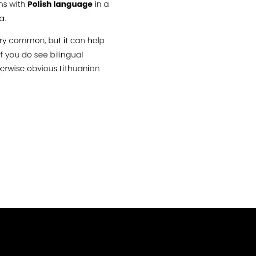 ns with Polish language in a
a.
ry common, but it can help
f you do see bilingual
erwise obvious Lithuanian